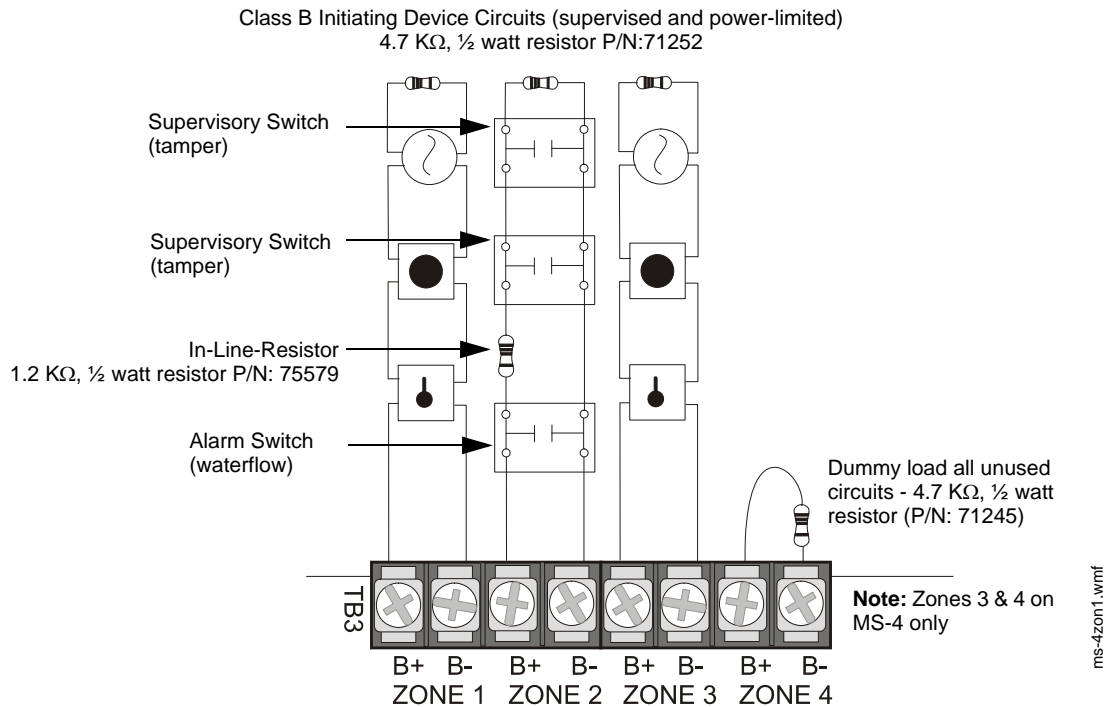 Class B Initiating Device Circuits (supervised and power-limited)
4.7 KΩ, ½ watt resistor P/N:71252
Supervisory Switch
(tamper)
Supervisory Switch
(tamper)
In-Line-Resistor
1.2 KΩ, ½ watt resistor P/N: 75579
Alarm Switch
(waterflow)
Dummy load all unused
circuits - 4.7 KΩ, ½ watt
resistor (P/N: 71245)
TB3
Note: Zones 3 & 4 on
MS-4 only
B+ B- B+ B- B+ B- B+ B-
ZONE 1 ZONE 2 ZONE 3 ZONE 4
ms-4zon1.wmf